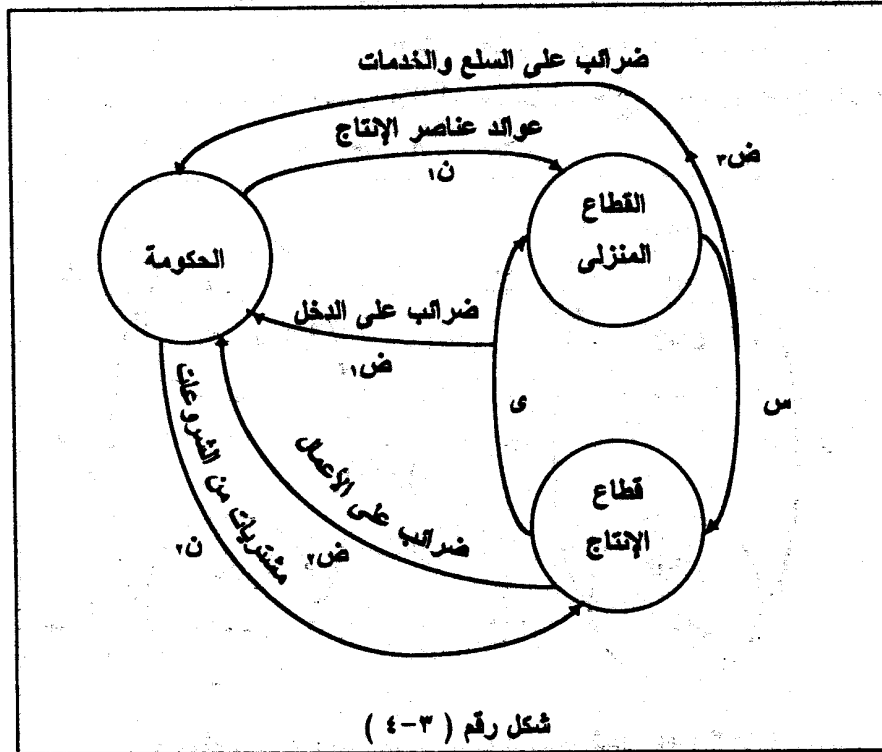 ضرائب على السلع والخدمات
عوائد عناصر الإنتاج
ن١
ض٣
القطاع
المنزلى
الحكومة
ضرائب على الدخل
ض١
ى
س
مشتريات من الشروعات
ن٢
ضرائب على الأعمال
ض٢
قطاع
الإنتاج
شكل رقم ( ٣-٤ )